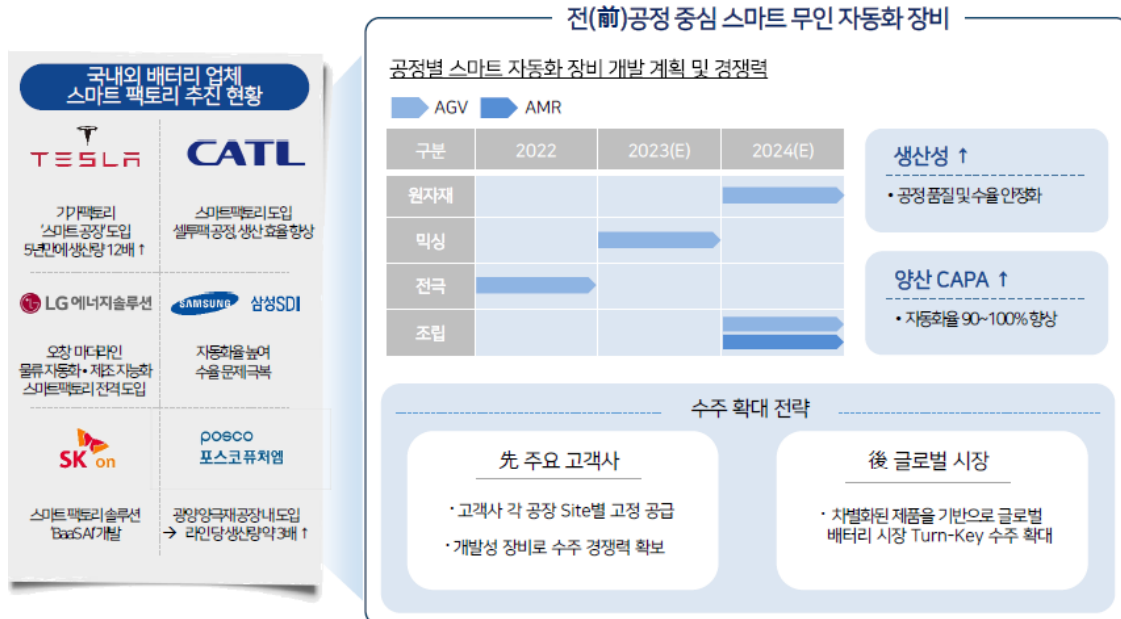 전(前)공정 중심 스마트 무인 자동화 장비
국내외 배터리 업체
스마트 팩토리 추진 현황
TESLA
기가팩토리
'스마트 공장' 도입
5년만에 생산량 12배 ↑
CATL
스마트팩토리 도입
셀투팩 공정, 생산 효율 향상
LG 에너지솔루션
오창 마더라인
물류 자동화 • 제조 지능화
스마트팩토리 전격 도입
SAMSUNG 삼성SDI
자동화율 높여
수율 문제 극복
SK on
스마트 팩토리 솔루션
'BaaS AI' 개발
posco
포스코퓨처엠
광양 양극재 공장 내 도입
→ 라인당 생산량 약 3배 ↑
공정별 스마트 자동화 장비 개발 계획 및 경쟁력
AGV AMR
구분 2022 2023(E) 2024(E)
원자재
믹싱
전극
조립
생산성 ↑
• 공정 품질 및 수율 안정화
양산 CAPA ↑
• 자동화율 90~100% 향상
수주 확대 전략
先 주요 고객사
· 고객사 각 공장 Site별 고정 공급
· 개발성 장비로 수주 경쟁력 확보
後 글로벌 시장
· 차별화된 제품을 기반으로 글로벌
배터리 시장 Turn-Key 수주 확대